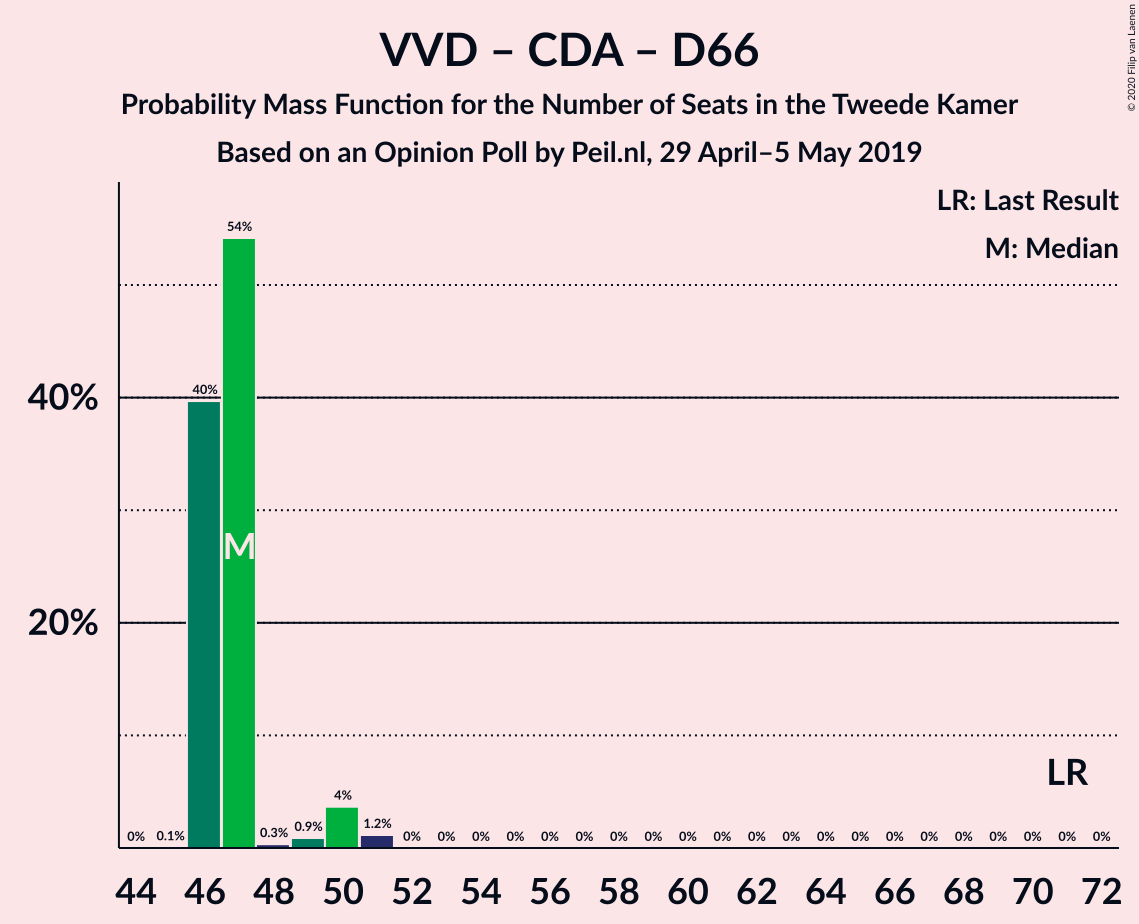 VVD – CDA – D66
Probability Mass Function for the Number of Seats in the Tweede Kamer
Based on an Opinion Poll by Peil.nl, 29 April–5 May 2019
© 2020 Filip van Laenen
LR: Last Result
M: Median
54%
40%
40%
M
20%
LR
4%
0% 0.1% 0.3% 0.9% 1.2% 0% 0% 0% 0% 0% 0% 0% 0% 0% 0% 0% 0% 0% 0% 0% 0% 0% 0% 0% 0% 0%
44 46 48 50 52 54 56 58 60 62 64 66 68 70 72